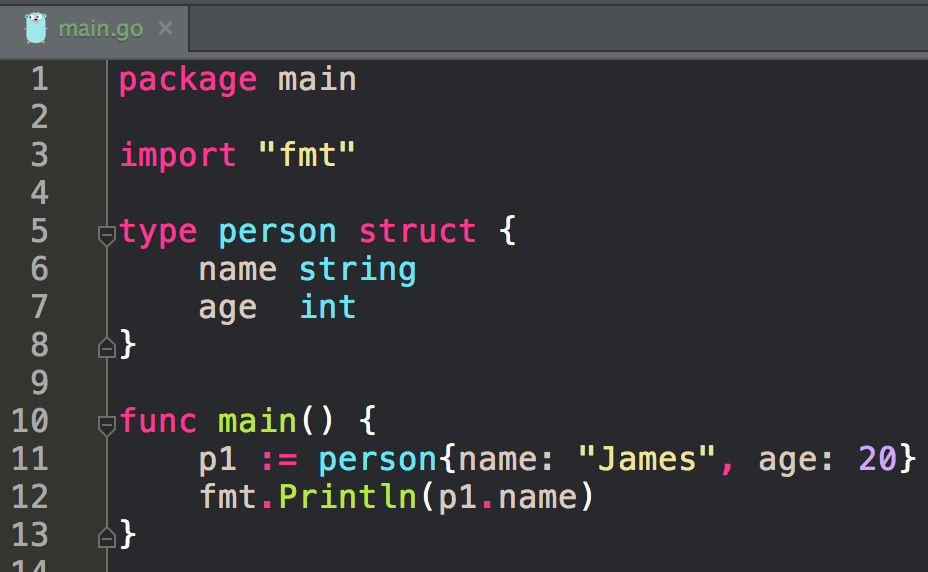 main.go ×
1 package main
2
3 import "fmt"
4
5 type person struct {
6     name string
7     age  int
8 }
9
10 func main() {
11     p1 := person{name: "James", age: 20}
12     fmt.Println(p1.name)
13 }
14